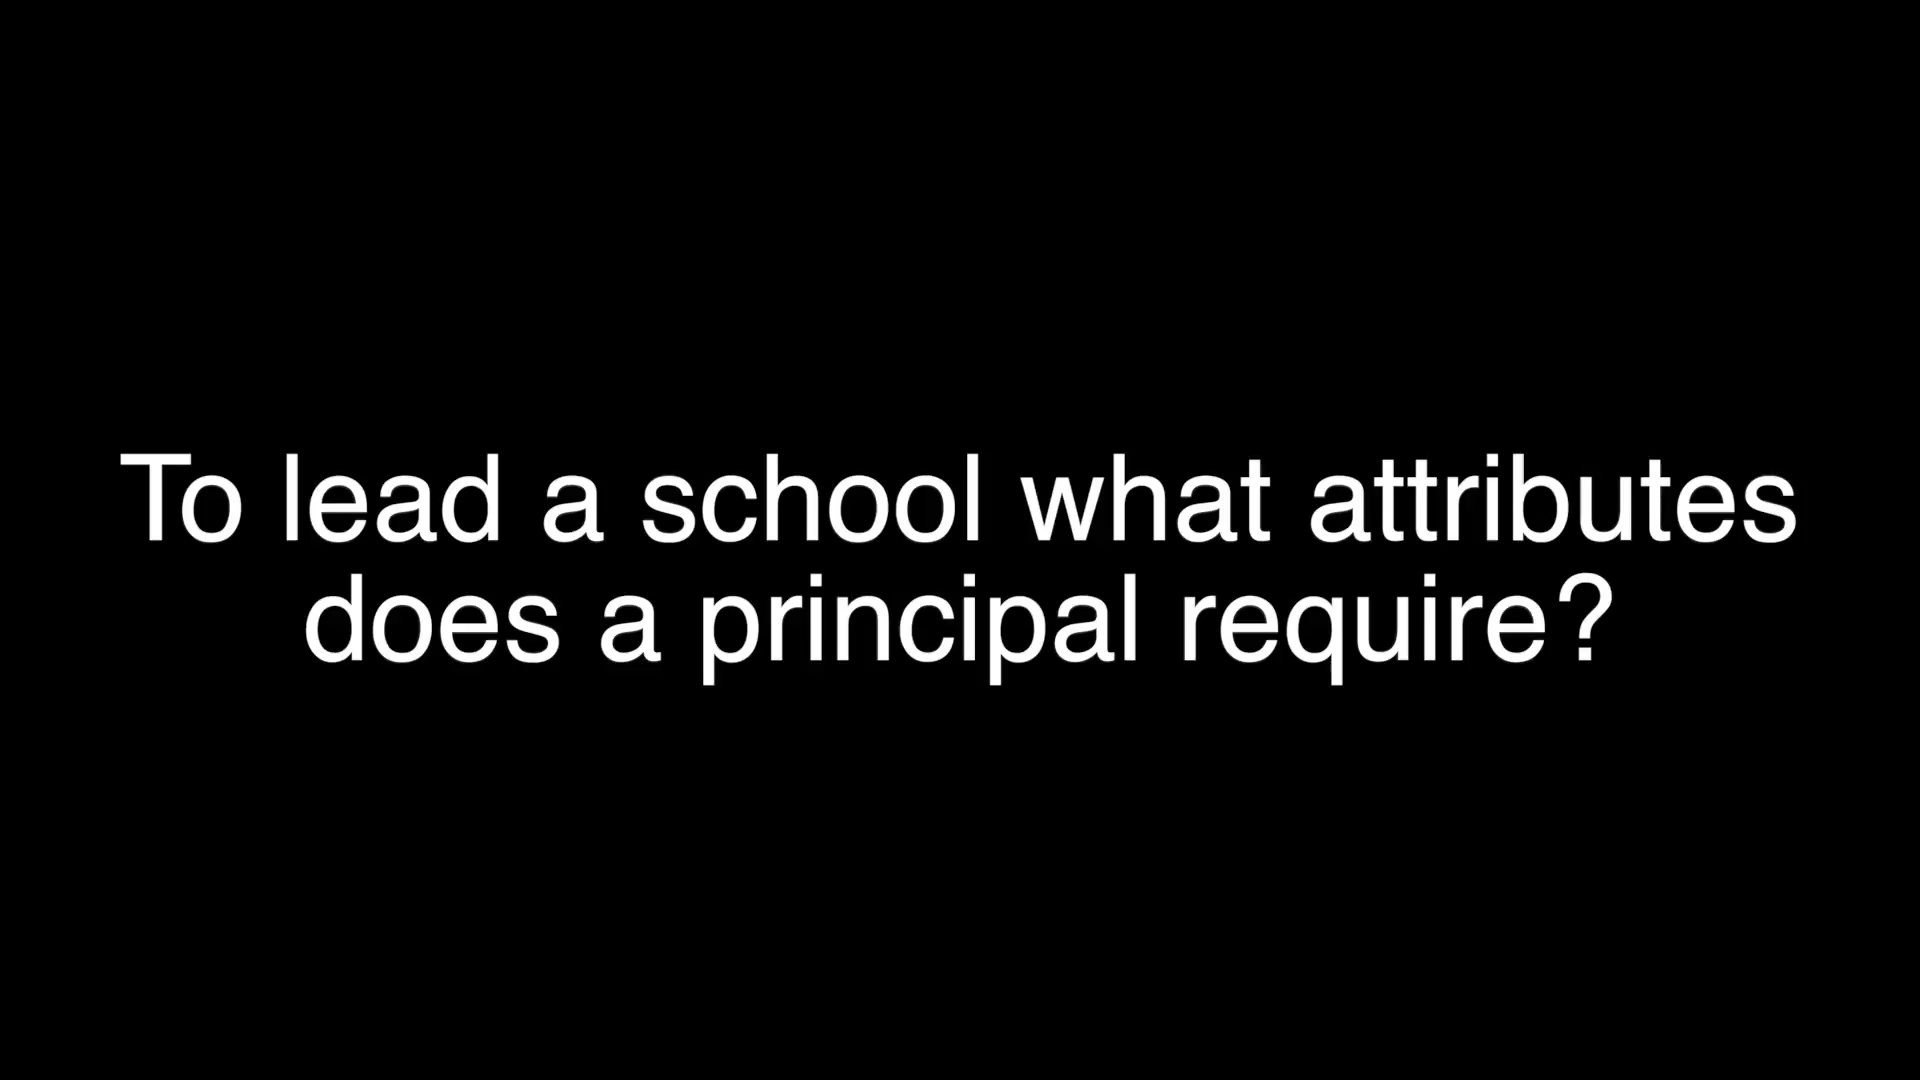 To lead a school what attributes
does a principal require?